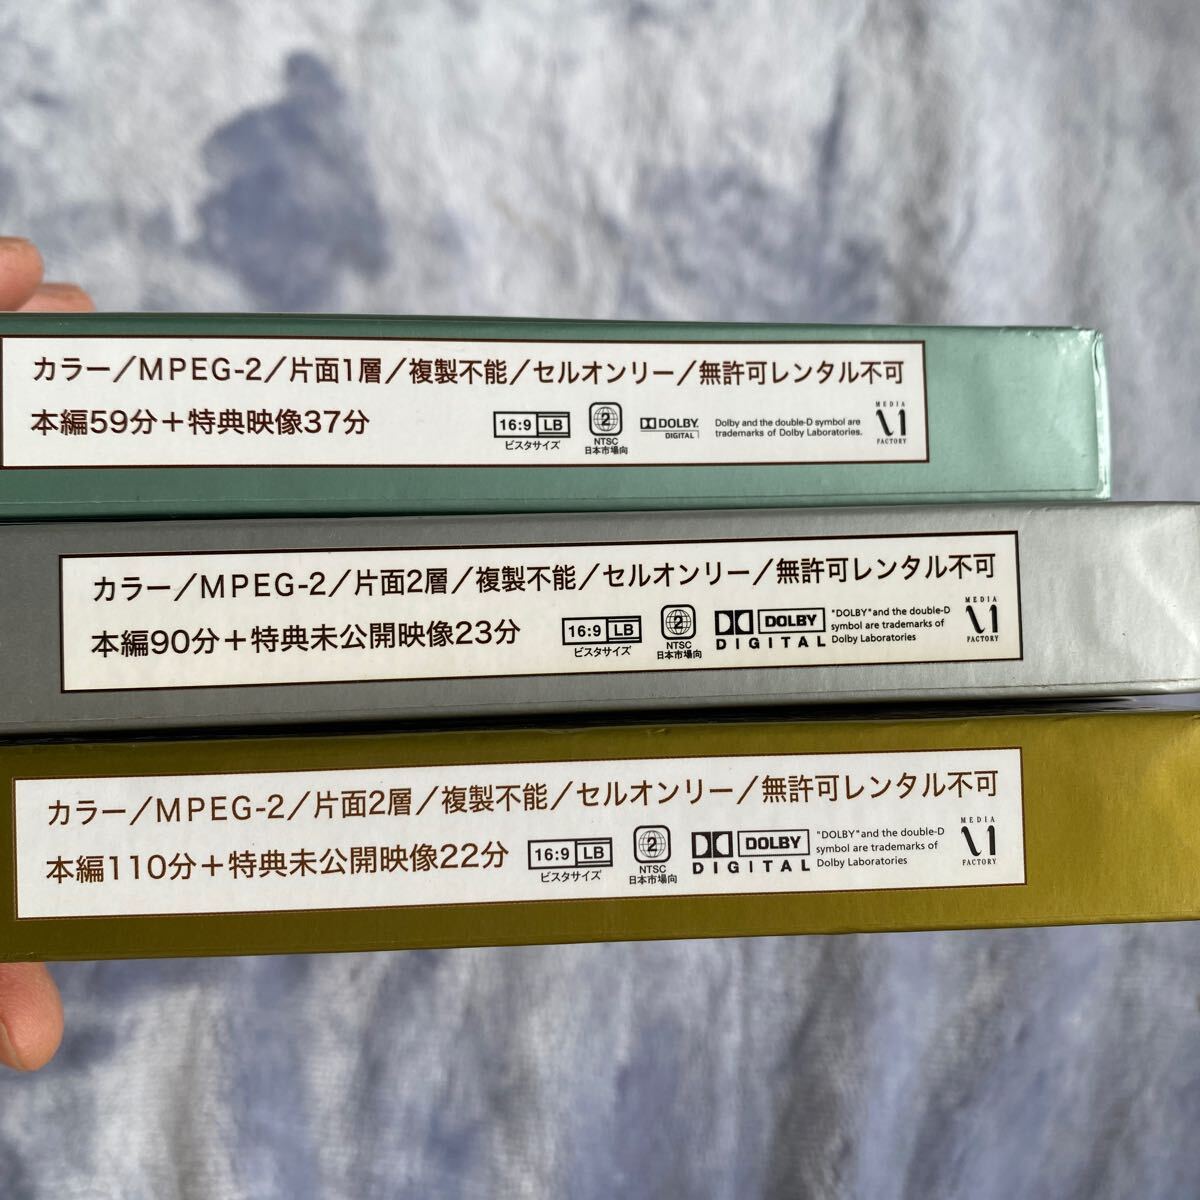 カラー／MPEG-2／片面1層／複製不能／セルオンリー／無許可レンタル不可
本編59分＋特典映像37分
16:9 LB
ビスタサイズ
2
NTSC
日本市場向
DOLBY
DIGITAL
Dolby and the double-D symbol are
trademarks of Dolby Laboratories.
MEDIA
FACTORY
カラー／MPEG-2／片面2層／複製不能／セルオンリー／無許可レンタル不可
本編90分＋特典未公開映像23分
16:9 LB
ビスタサイズ
2
NTSC
日本市場向
DOLBY
DIGITAL
"DOLBY"and the double-D
symbol are trademarks of
Dolby Laboratories
MEDIA
FACTORY
カラー／MPEG-2／片面2層／複製不能／セルオンリー／無許可レンタル不可
本編110分＋特典未公開映像22分
16:9 LB
ビスタサイズ
2
NTSC
日本市場向
DOLBY
DIGITAL
"DOLBY"and the double-D
symbol are trademarks of
Dolby Laboratories
MEDIA
FACTORY